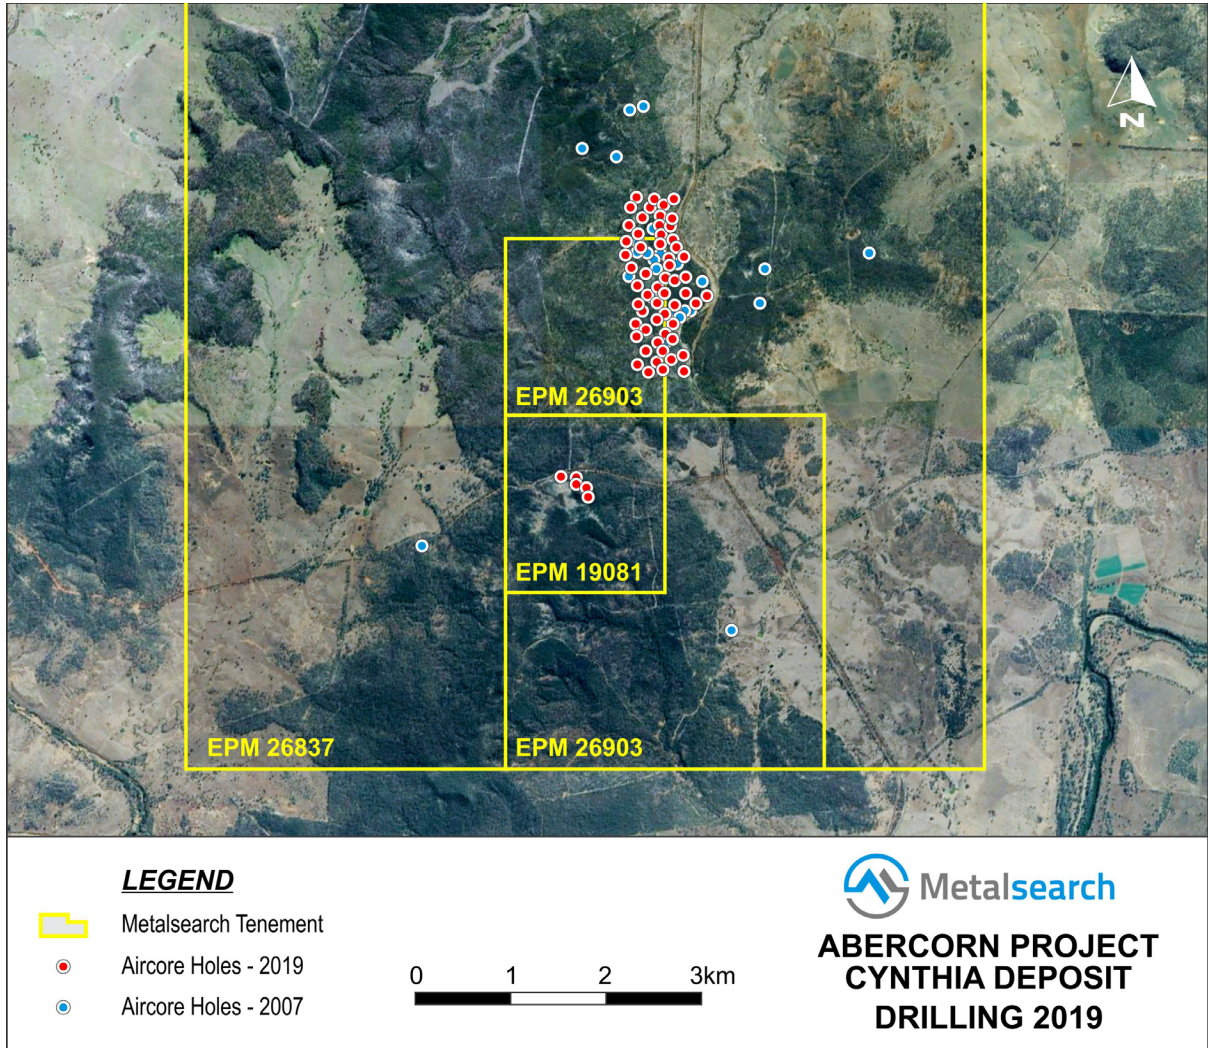 N
EPM 26903
EPM 19081
EPM 26837
EPM 26903
LEGEND
Metalsearch Tenement
Aircore Holes - 2019
Aircore Holes - 2007
0 1 2 3km
Metalsearch
ABERCORN PROJECT
CYNTHIA DEPOSIT
DRILLING 2019